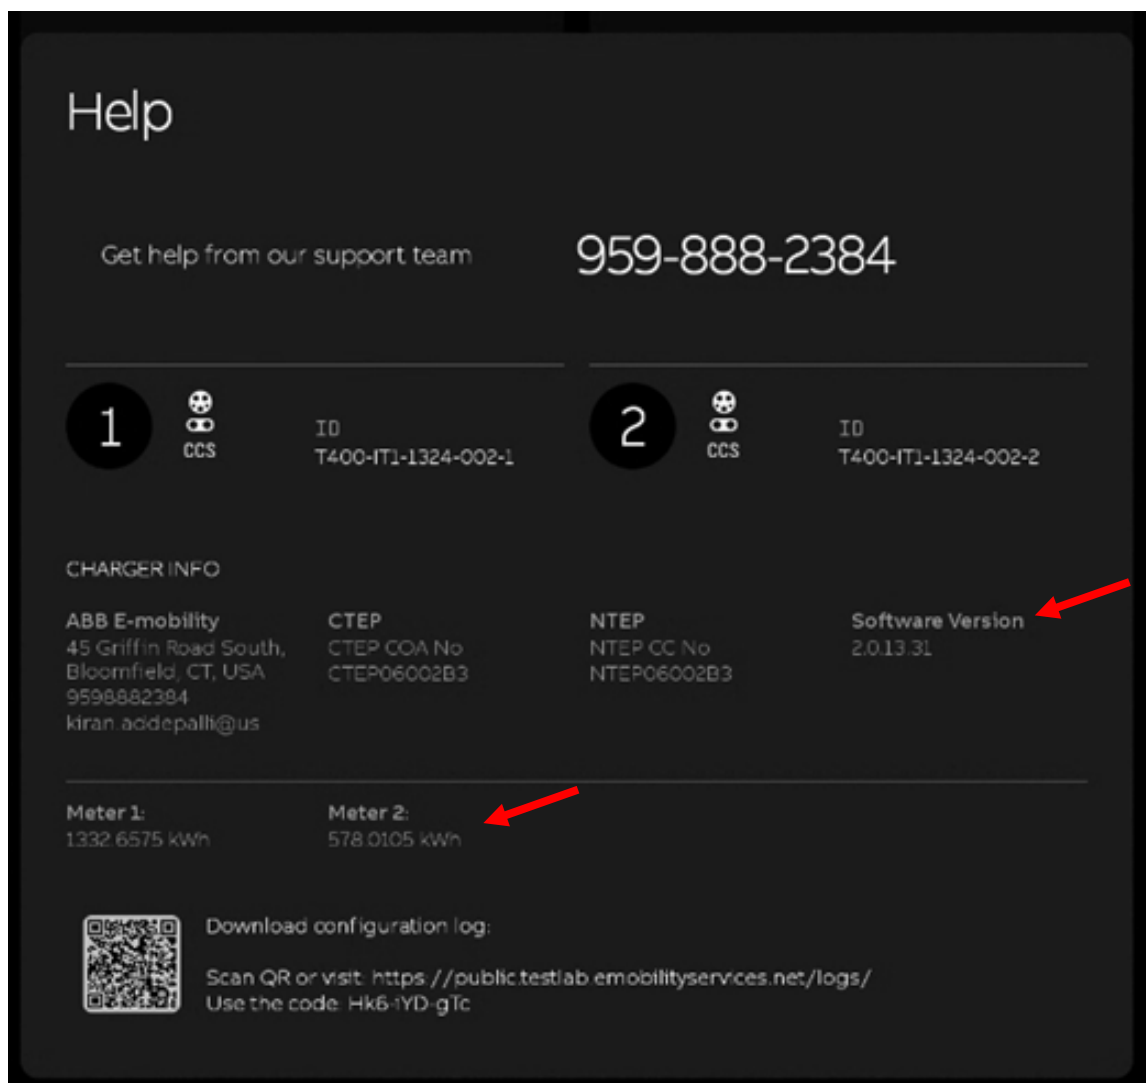 Help
Get help from our support team
959-888-2384
1
CCS
ID
T400-IT1-1324-002-1
2
CCS
ID
T400-IT1-1324-002-2
CHARGER INFO
ABB E-mobility
45 Griffin Road South,
Bloomfield, CT, USA
9598882384
kiran.addepalli@us
CTEP
CTEP COA No
CTEP06002B3
NTEP
NTEP CC No
NTEP06002B3
Software Version
2.0.13.31
Meter 1:
1332.6575 kWh
Meter 2:
578.0105 kWh
Download configuration log:
Scan QR or visit: https://public.testlab.emobilityservices.net/logs/
Use the code: